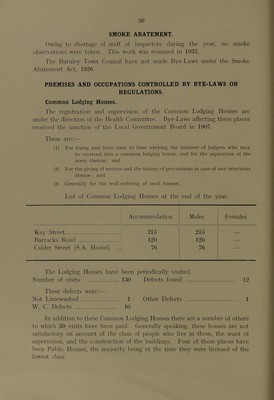 56
SMOKE ABATEMENT.
Owing to shortage of staff of inspectors during the year, no smoke
observations were taken. This work was resumed in 1932.
The Burnley Town Council have not made Bye-Laws under the Smoke
Abatement Act, 1926.
PREMISES AND OCCUPATIONS CONTROLLED BY BYE-LAWS OR
REGULATIONS.
Common Lodging Houses.
The registration and supervision of the Common Lodging Houses are
under the direction of the Health Committee. Bye-Laws affecting these places
received the sanction of the Local Government Board in 1907.
These are:—
(1) For fixing and from time to time varying the number of lodgers who may
be received into a common lodging house, and for the separation of the
sexes therein; and
(2) For the giving of notices and the taking of precautions in case of any infectious
disease; and
(3) Generally for the well-ordering of such houses.
List of Common Lodging Houses at the end of the year.
Accommodation Males Females
Kay Street 215 215 —
Barracks Road 120 120 —
Calder Street (S.A. Hostel) ... 76 76 —
The Lodging Houses have been periodically visited.
Number of visits 130 Defects found 12
These defects were:—
Not Limewashed 1 Other Defects 1
W. C. Defects 10
In addition to these Common Lodging Houses there are a number of others
to which 39 visits have been paid. Generally speaking, these houses are not
satisfactory on account of the class of people who live in them, the want of
supervision, and the construction of the buildings. Four of these places have
been Public Houses, the majority being at the time they were licensed of the
lowest class.